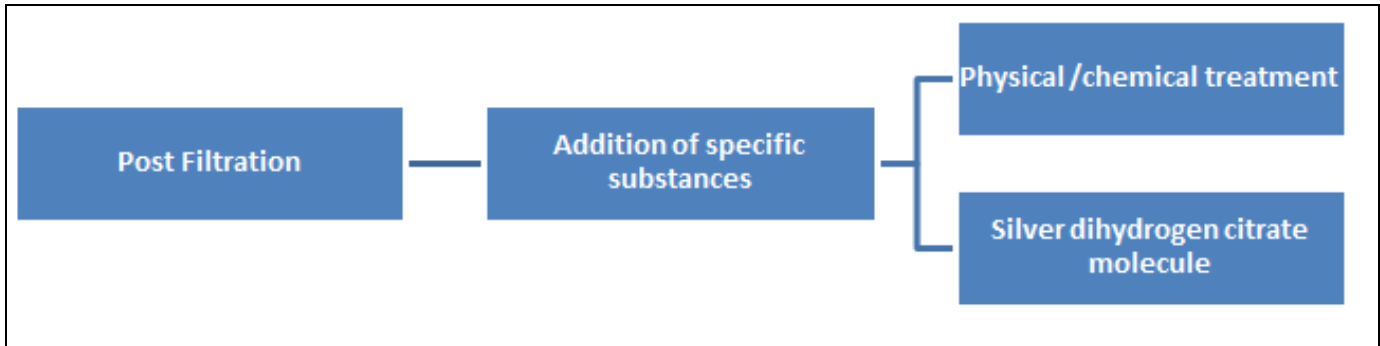 Post Filtration
Addition of specific
substances
Physical /chemical treatment
Silver dihydrogen citrate
molecule